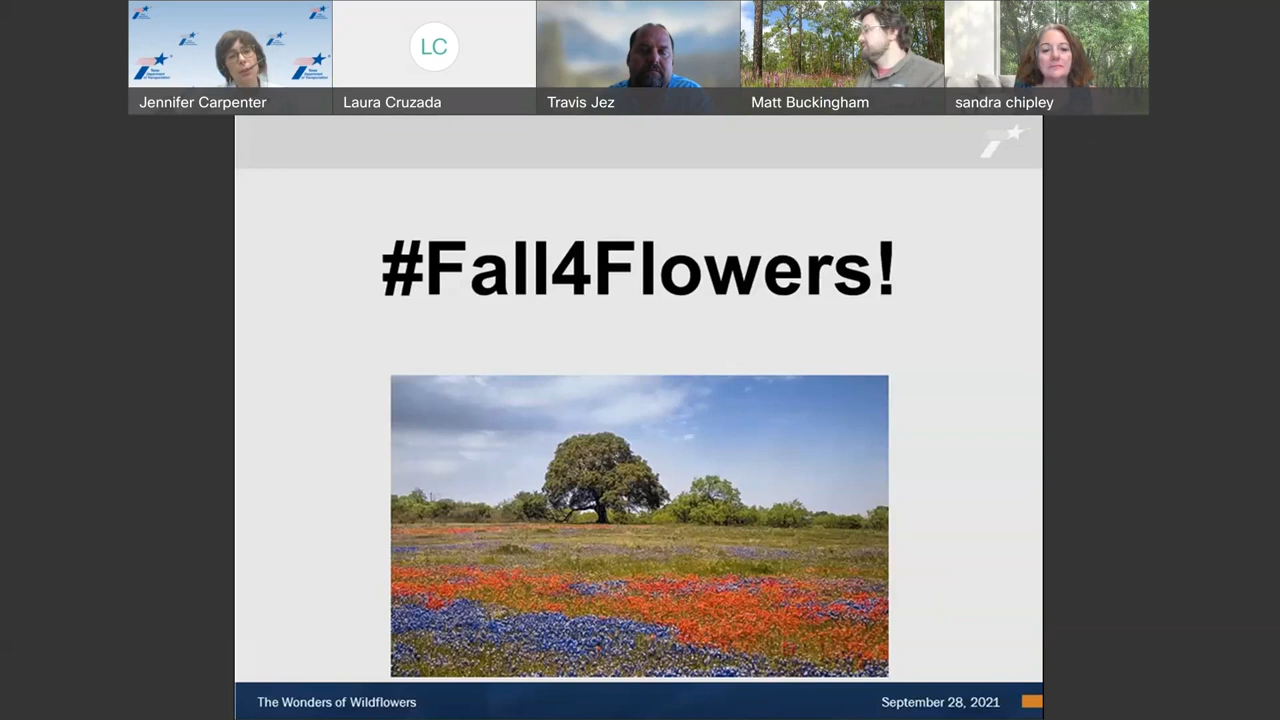 LC
Jennifer Carpenter
Laura Cruzada
Travis Jez
Matt Buckingham
sandra chipley
#Fall4Flowers!
The Wonders of Wildflowers
September 28, 2021